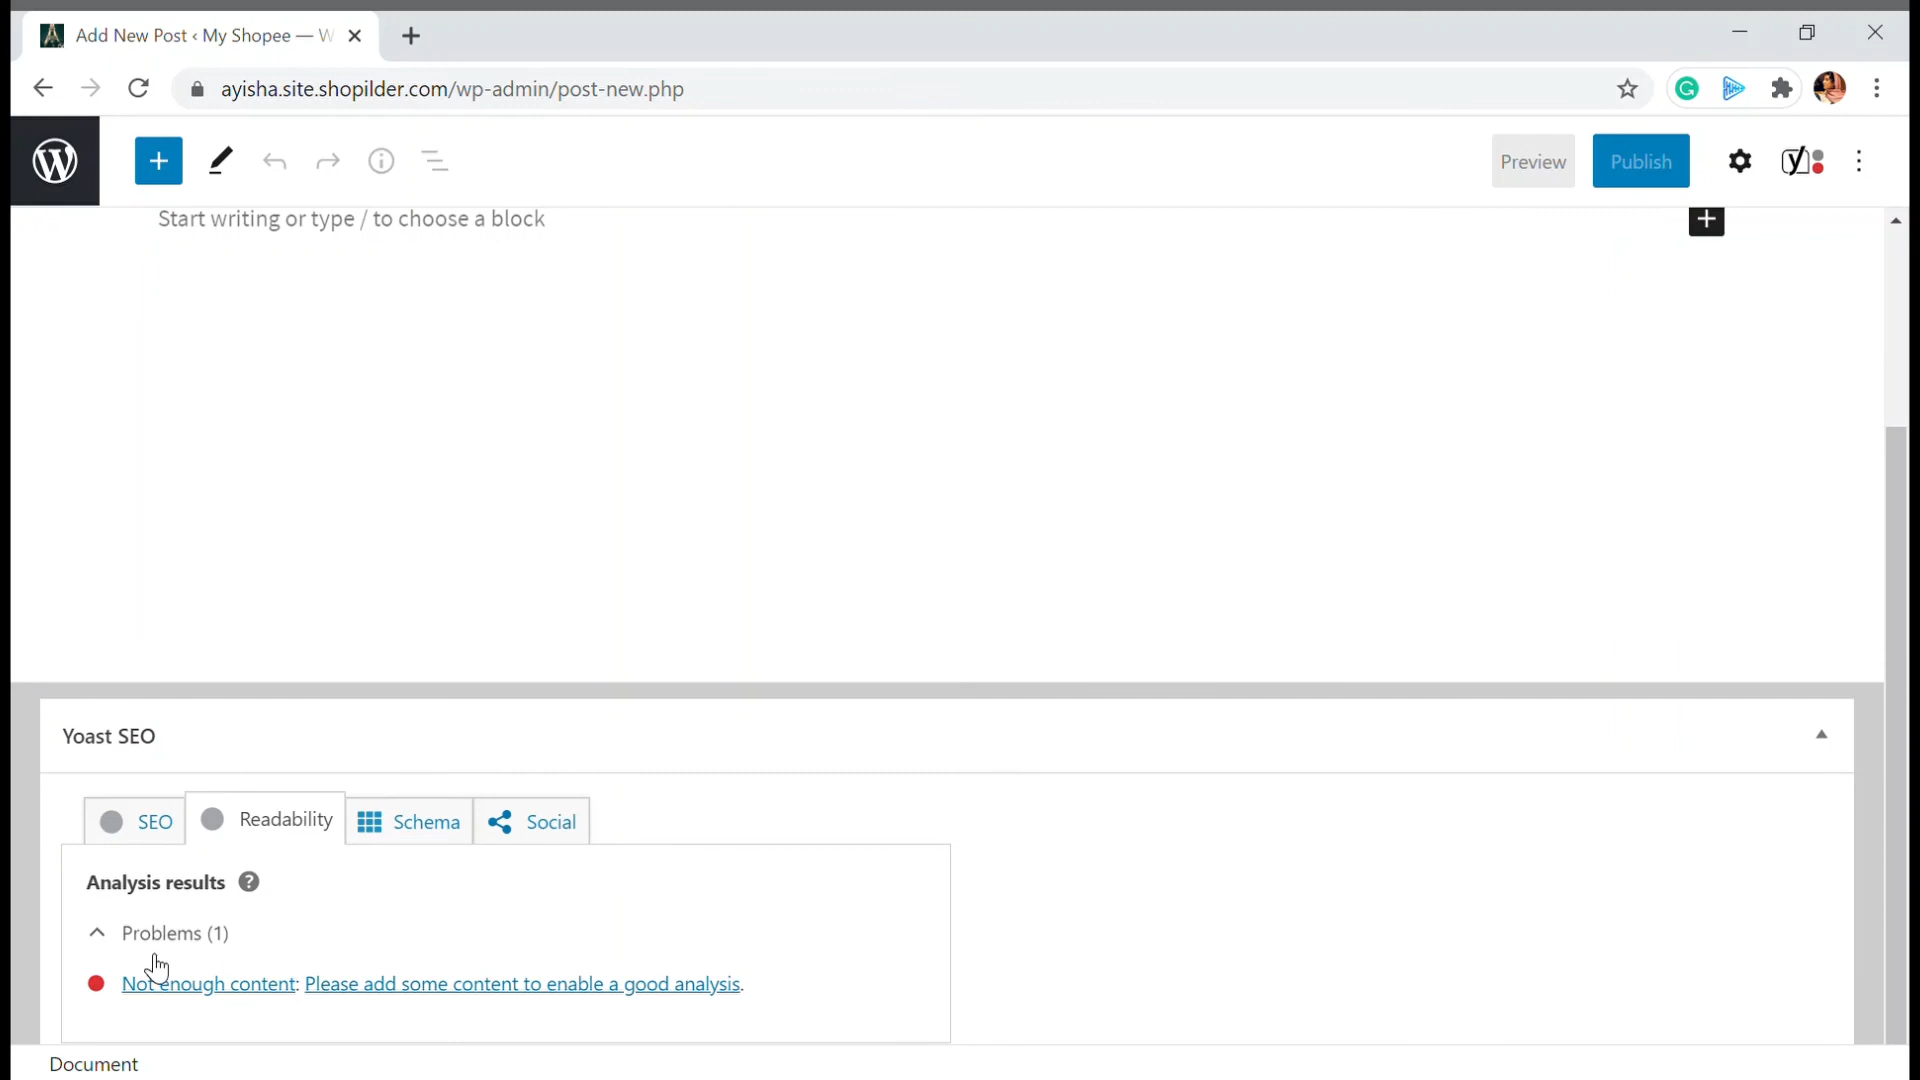 Add New Post ‹ My Shopee — W
ayisha.site.shopilder.com/wp-admin/post-new.php
Preview
Publish
Start writing or type / to choose a block
Yoast SEO
SEO
Readability
Schema
Social
Analysis results
Problems (1)
Not enough content: Please add some content to enable a good analysis.
Document